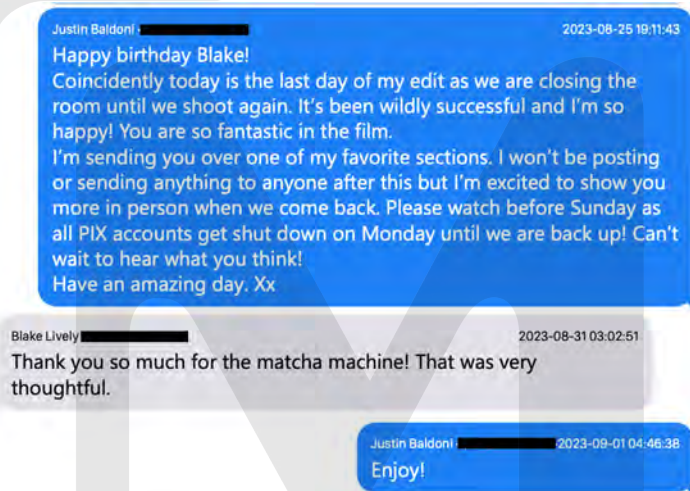 Justin Baldoni - 2023-08-25 19:11:43
Happy birthday Blake!
Coincidently today is the last day of my edit as we are closing the
room until we shoot again. It's been wildly successful and I'm so
happy! You are so fantastic in the film.
I'm sending you over one of my favorite sections. I won't be posting
or sending anything to anyone after this but I'm excited to show you
more in person when we come back. Please watch before Sunday as
all PIX accounts get shut down on Monday until we are back up! Can't
wait to hear what you think!
Have an amazing day. Xx
Blake Lively 2023-08-31 03:02:51
Thank you so much for the matcha machine! That was very
thoughtful.
Justin Baldoni - 2023-09-01 04:46:38
Enjoy!